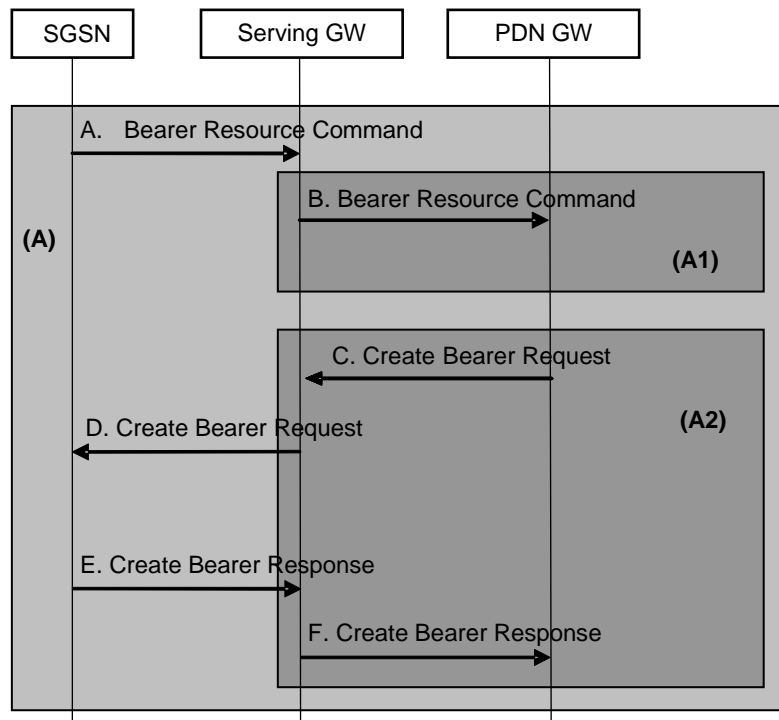 SGSN
Serving GW
PDN GW
A. Bearer Resource Command
B. Bearer Resource Command
(A)
(A1)
C. Create Bearer Request
D. Create Bearer Request
(A2)
E. Create Bearer Response
F. Create Bearer Response